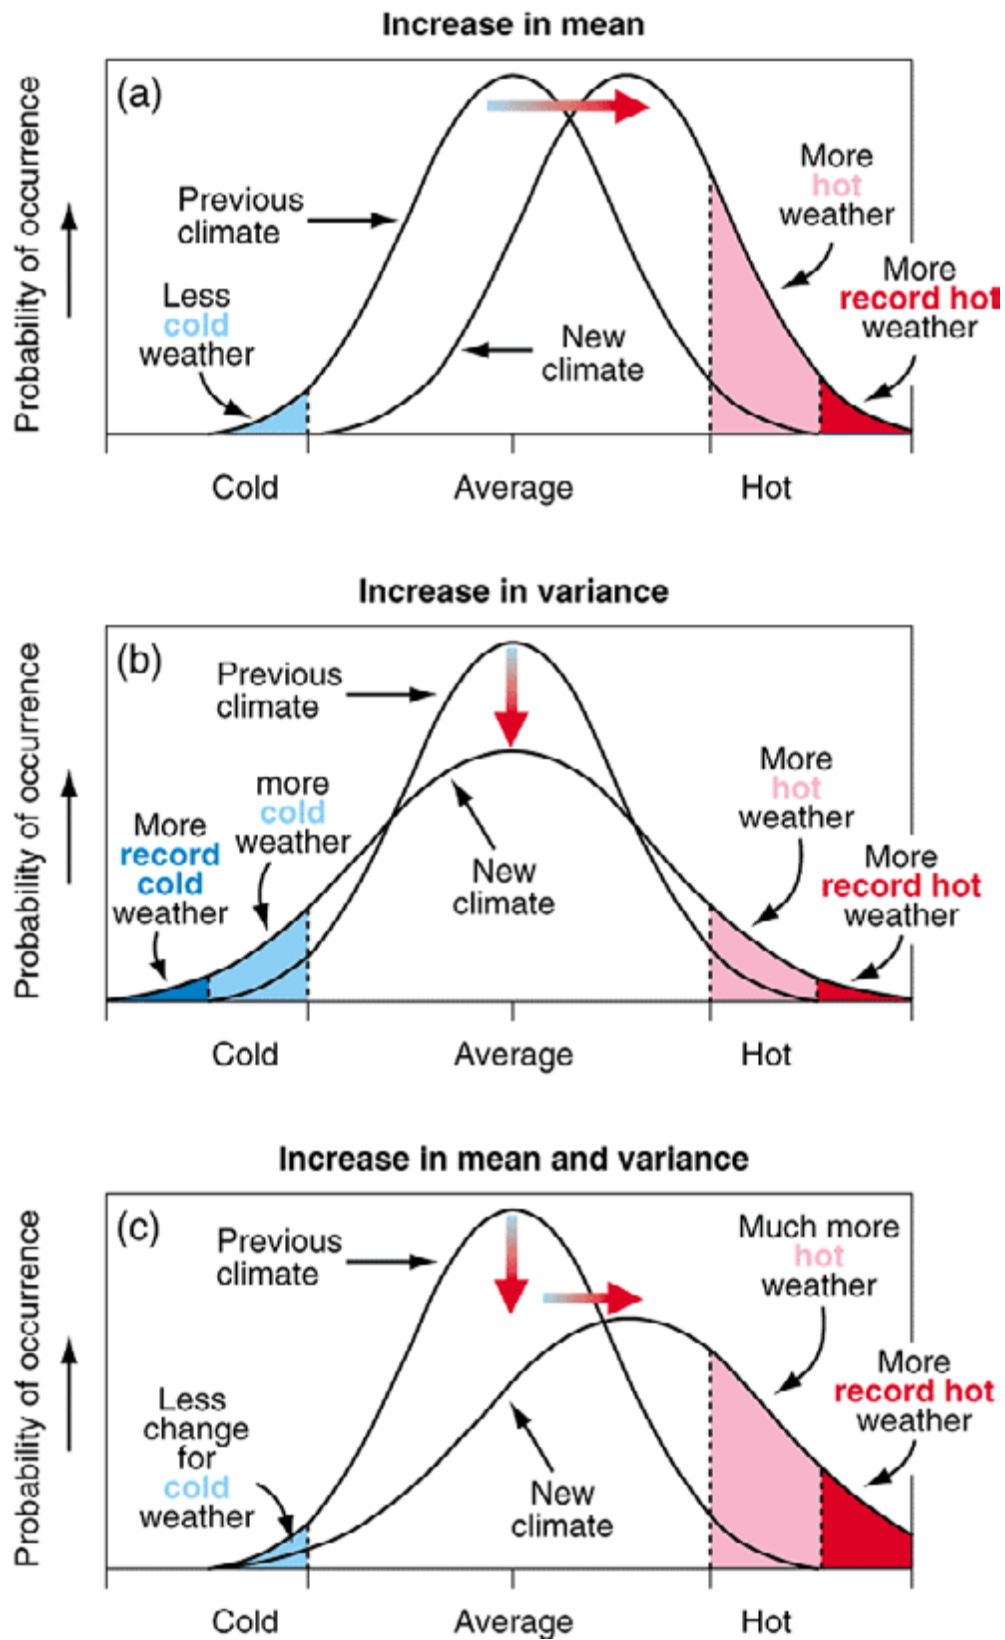 Increase in mean
(a)
Probability of occurrence
Previous
climate
Less
cold
weather
New
climate
More
hot
weather
More
record hot
weather
Cold
Average
Hot
Increase in variance
(b)
Probability of occurrence
Previous
climate
more
cold
weather
More
record
cold
weather
New
climate
More
hot
weather
More
record hot
weather
Cold
Average
Hot
Increase in mean and variance
(c)
Probability of occurrence
Previous
climate
Less
change
for
cold
weather
New
climate
Much more
hot
weather
More
record hot
weather
Cold
Average
Hot